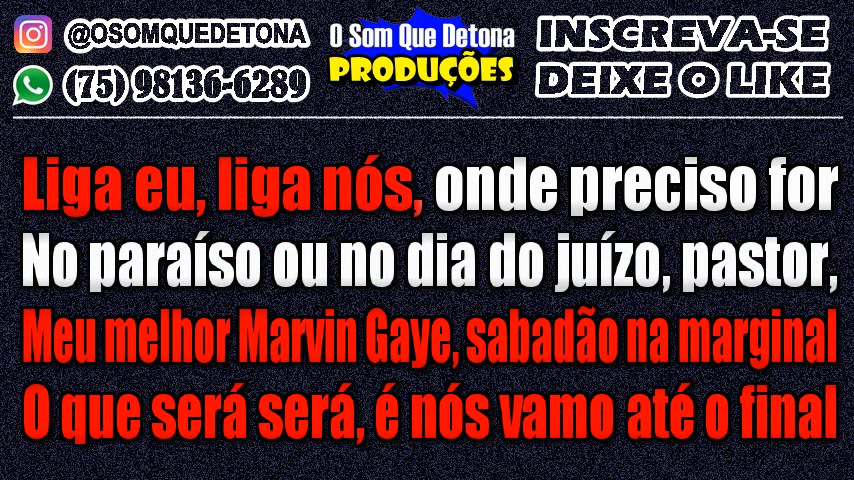 @OSOMQUEDETONA
(75) 98136-6289
O Som Que Detona
PRODUÇÕES
INSCREVA-SE
DEIXE O LIKE
Liga eu, liga nós, onde preciso for
No paraíso ou no dia do juízo, pastor,
Meu melhor Marvin Gaye, sabadão na marginal
O que será será, é nós vamo até o final